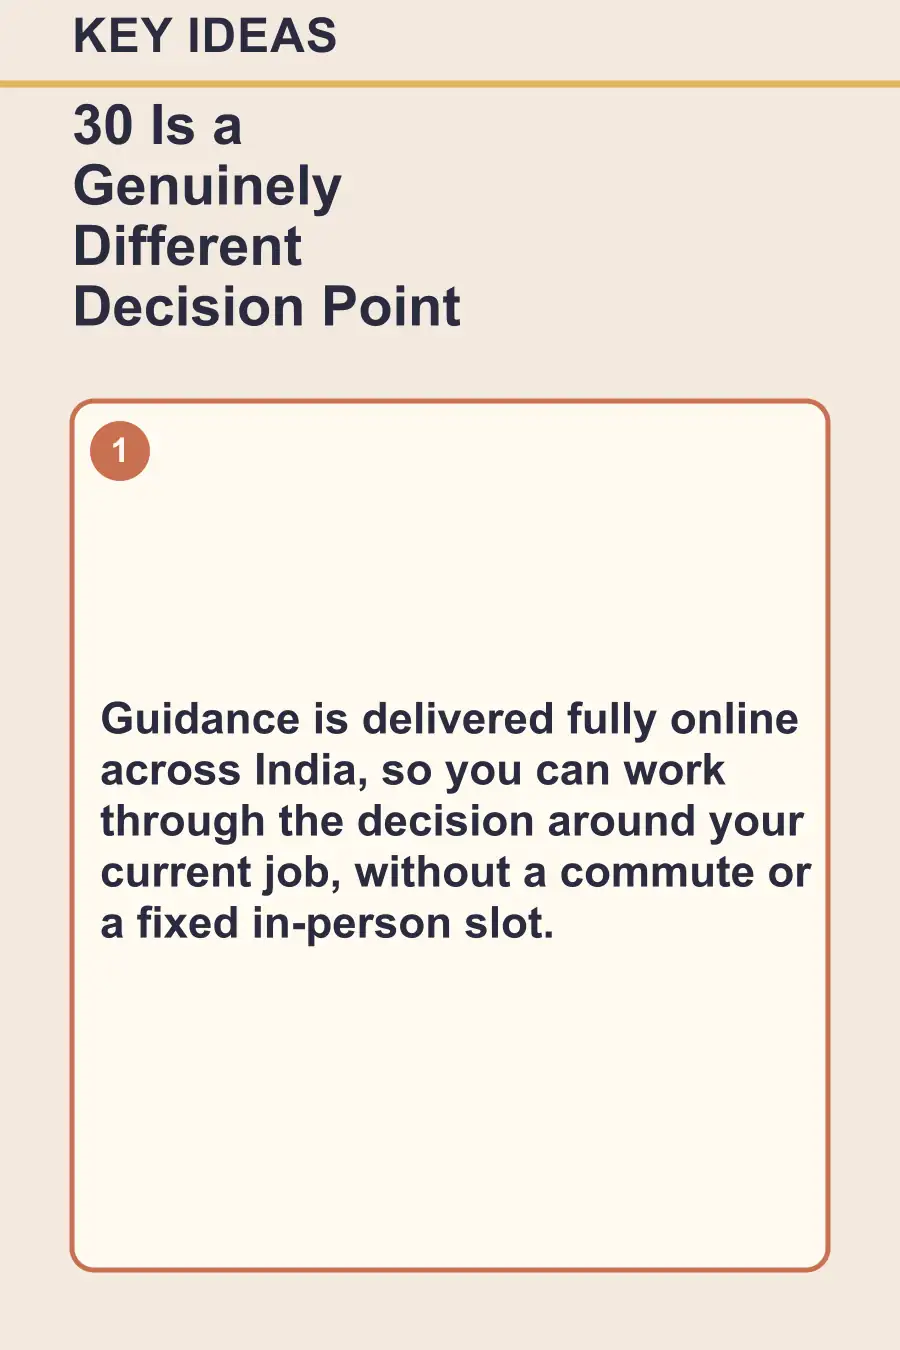 KEY IDEAS
30 Is a
Genuinely
Different
Decision Point
1
Guidance is delivered fully online
across India, so you can work
through the decision around your
current job, without a commute or
a fixed in-person slot.